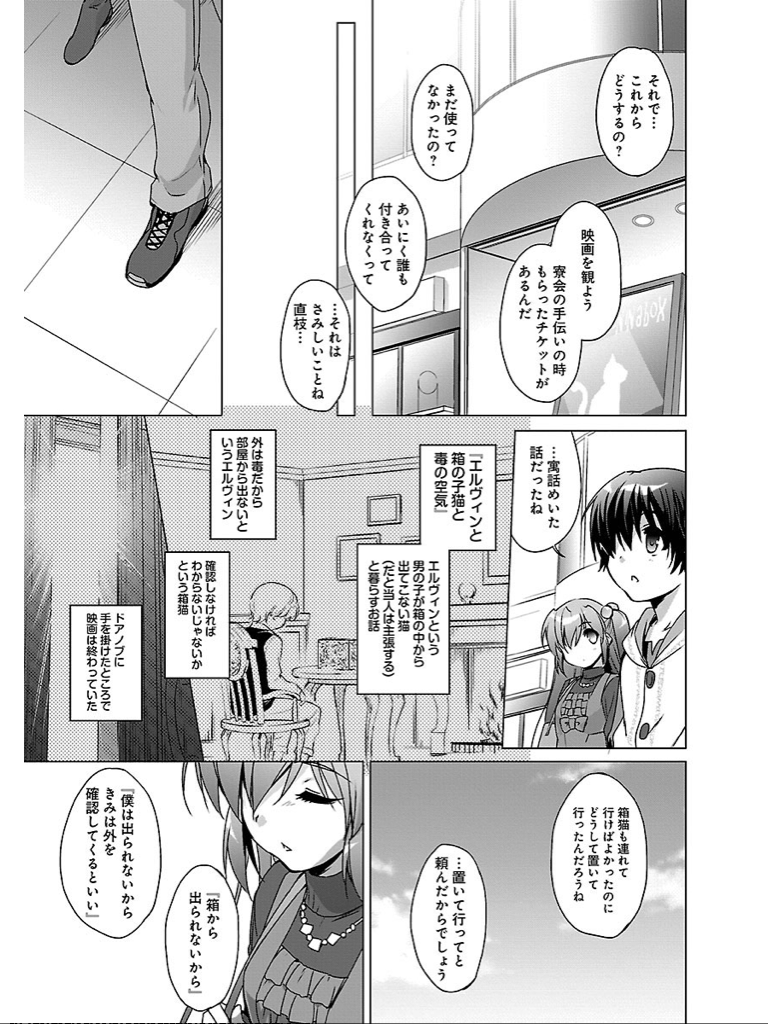 それで…
これから
どうするの？
映画を観よう
寮会の手伝いの時
もらったチケットが
あるんだ
まだ使って
なかったの？
あいにく誰も
付き合って
くれなくって
…それは
さみしいことね
直枝…
…寓話めいた
話だったね
『エルヴィンと
箱の子猫と
毒の空気』
エルヴィンという
男の子が箱の中から
出てこない猫
（だと当人は主張する）
と暮らすお話
外は毒だから
部屋から出ないと
いうエルヴィン
確認しなければ
わからないじゃないか
という箱猫
ドアノブに
手を掛けたところで
映画は終わっていた
箱猫も連れて
行けばよかったのに
どうして置いて
行ったんだろうね
…置いて行ってと
頼んだからでしょう
『箱から
出られないから』
『僕は出られないから
きみは外を
確認してくるといい』